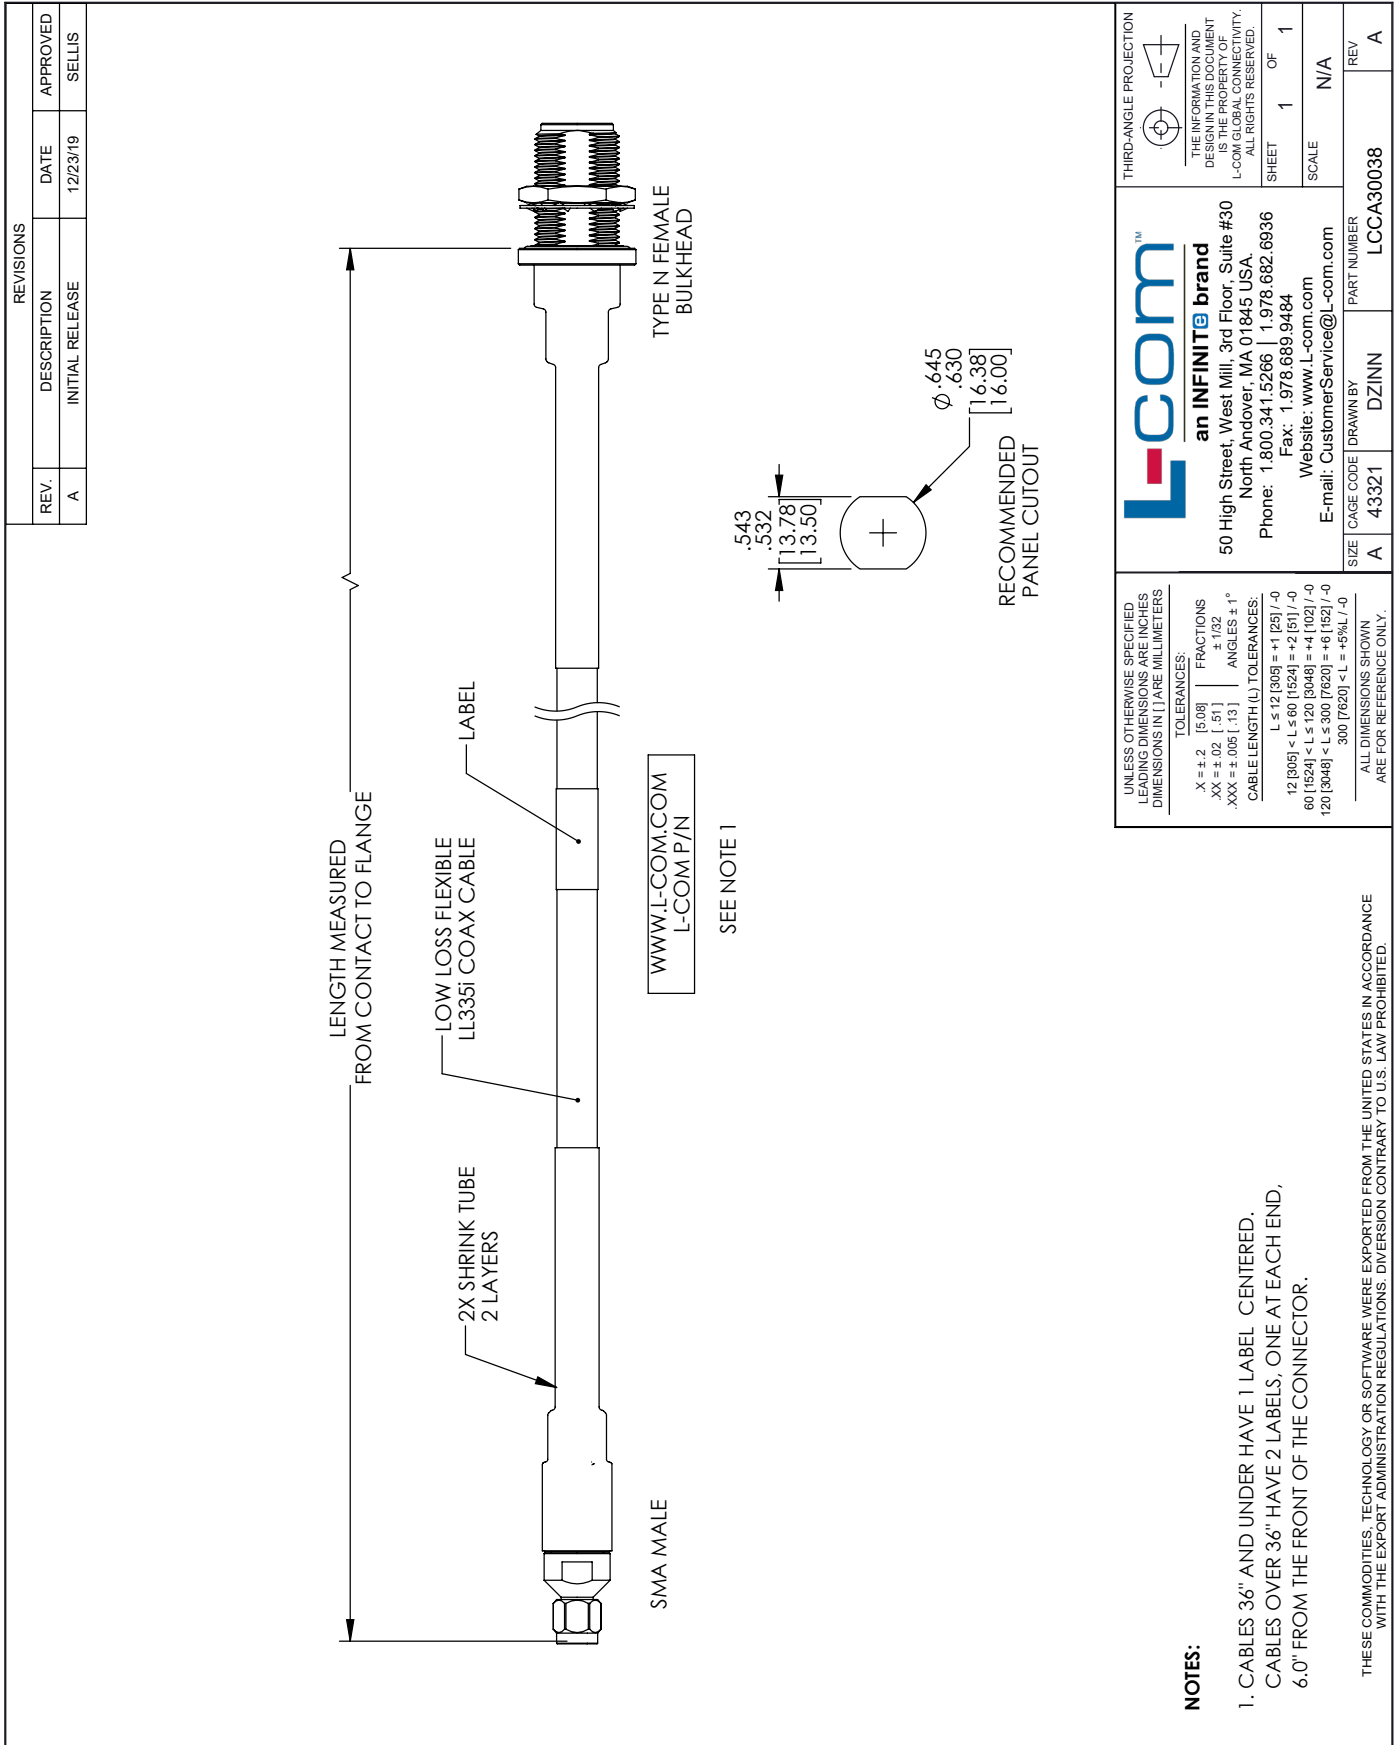 REVISIONS
REV. DESCRIPTION DATE APPROVED
A INITIAL RELEASE 12/23/19 SELLIS
LENGTH MEASURED
FROM CONTACT TO FLANGE
2X SHRINK TUBE
2 LAYERS
LOW LOSS FLEXIBLE
LL335i COAX CABLE
LABEL
SMA MALE
TYPE N FEMALE
BULKHEAD
WWW.L-COM.COM
L-COM P/N
SEE NOTE 1
.543
.532
[13.78]
[13.50]
⌀ .645
.630
[16.38]
[16.00]
RECOMMENDED
PANEL CUTOUT
NOTES:
1. CABLES 36" AND UNDER HAVE 1 LABEL CENTERED.
CABLES OVER 36" HAVE 2 LABELS, ONE AT EACH END,
6.0" FROM THE FRONT OF THE CONNECTOR.
THESE COMMODITIES, TECHNOLOGY OR SOFTWARE WERE EXPORTED FROM THE UNITED STATES IN ACCORDANCE
WITH THE EXPORT ADMINISTRATION REGULATIONS. DIVERSION CONTRARY TO U.S. LAW PROHIBITED.
UNLESS OTHERWISE SPECIFIED
LEADING DIMENSIONS ARE INCHES
DIMENSIONS IN [ ] ARE MILLIMETERS
TOLERANCES:
.X = ±.2 [5.08] FRACTIONS
.XX = ±.02 [.51] ± 1/32
.XXX = ±.005 [.13] ANGLES ± 1°
CABLE LENGTH (L) TOLERANCES:
L ≤ 12 [305] = +1 [25] / -0
12 [305] < L ≤ 60 [1524] = +2 [51] / -0
60 [1524] < L ≤ 120 [3048] = +4 [102] / -0
120 [3048] < L ≤ 300 [7620] = +6 [152] / -0
300 [7620] < L = +5%L / -0
ALL DIMENSIONS SHOWN
ARE FOR REFERENCE ONLY.
L-com™
an INFINITe brand
50 High Street, West Mill, 3rd Floor, Suite #30
North Andover, MA 01845 USA.
Phone: 1.800.341.5266 | 1.978.682.6936
Fax: 1.978.689.9484
Website: www.L-com.com
E-mail: CustomerService@L-com.com
THIRD-ANGLE PROJECTION
THE INFORMATION AND
DESIGN IN THIS DOCUMENT
IS THE PROPERTY OF
L-COM GLOBAL CONNECTIVITY.
ALL RIGHTS RESERVED.
SHEET 1 OF 1
SCALE N/A
SIZE A
CAGE CODE 43321
DRAWN BY DZINN
PART NUMBER LCCA30038
REV A